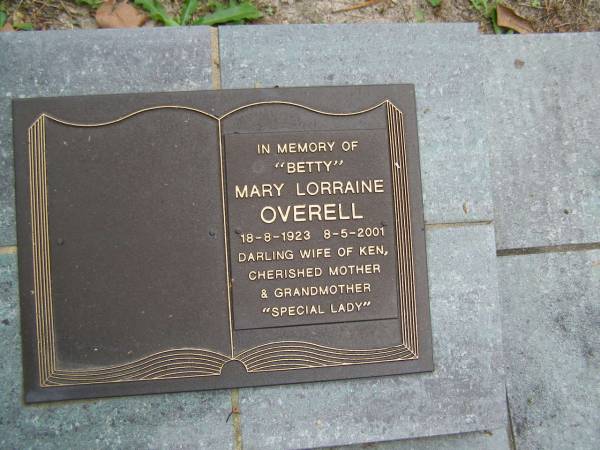 IN MEMORY OF
"BETTY"
MARY LORRAINE
OVERELL
18-8-1923 8-5-2001
DARLING WIFE OF KEN,
CHERISHED MOTHER
& GRANDMOTHER
"SPECIAL LADY"